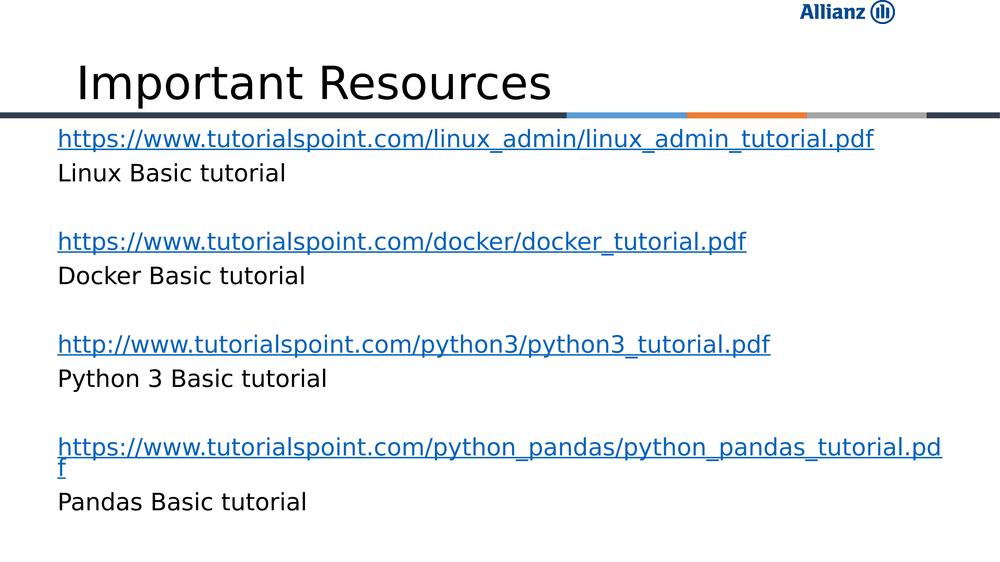 Allianz
Important Resources
https://www.tutorialspoint.com/linux_admin/linux_admin_tutorial.pdf
Linux Basic tutorial
https://www.tutorialspoint.com/docker/docker_tutorial.pdf
Docker Basic tutorial
http://www.tutorialspoint.com/python3/python3_tutorial.pdf
Python 3 Basic tutorial
https://www.tutorialspoint.com/python_pandas/python_pandas_tutorial.pd
f
Pandas Basic tutorial